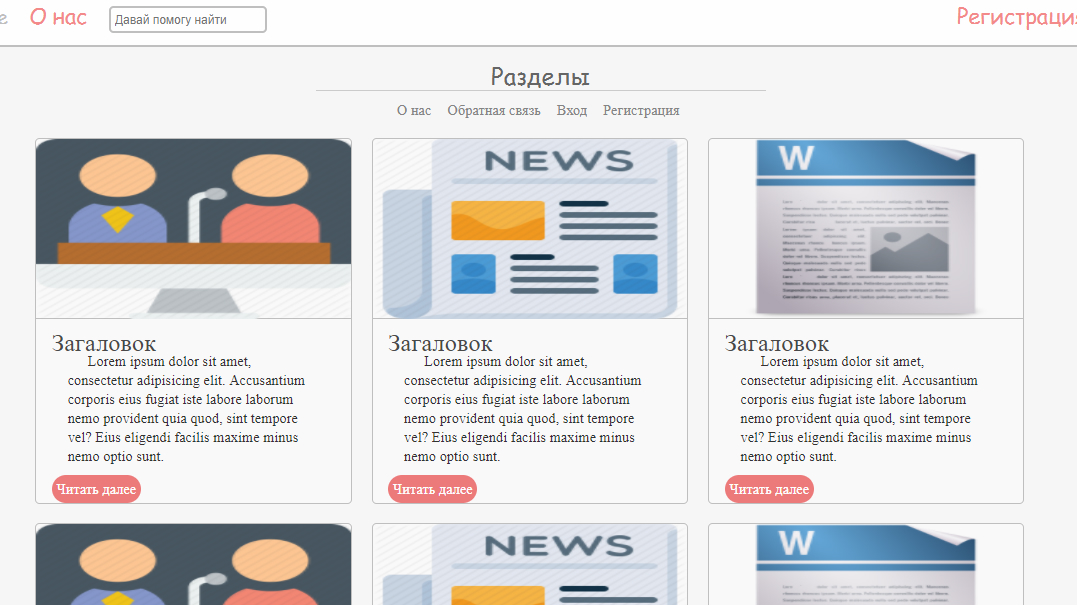 О нас
Давай помогу найти
Разделы
О нас Обратная связь Вход Регистрация
NEWS
W
Загаловок
Lorem ipsum dolor sit amet,
consectetur adipisicing elit. Accusantium
corporis eius fugiat iste labore laborum
nemo provident quia quod, sint tempore
vel? Eius eligendi facilis maxime minus
nemo optio sunt.
Читать далее
Загаловок
Lorem ipsum dolor sit amet,
consectetur adipisicing elit. Accusantium
corporis eius fugiat iste labore laborum
nemo provident quia quod, sint tempore
vel? Eius eligendi facilis maxime minus
nemo optio sunt.
Читать далее
Загаловок
Lorem ipsum dolor sit amet,
consectetur adipisicing elit. Accusantium
corporis eius fugiat iste labore laborum
nemo provident quia quod, sint tempore
vel? Eius eligendi facilis maxime minus
nemo optio sunt.
Читать далее
NEWS
W